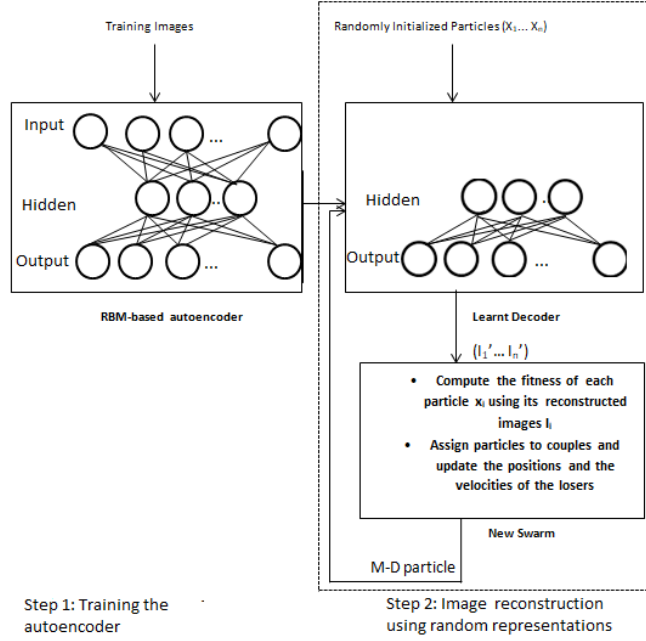 Training Images
Randomly Initialized Particles (X₁... Xₙ)
Input
...
Hidden
..
Output
...
RBM-based autoencoder
Hidden
.
Output
...
Learnt Decoder
(I₁'... Iₙ')
• Compute the fitness of each
particle xᵢ using its reconstructed
images Iᵢ
• Assign particles to couples and
update the positions and the
velocities of the losers
New Swarm
M-D particle
Step 1: Training the
autoencoder
Step 2: Image reconstruction
using random representations